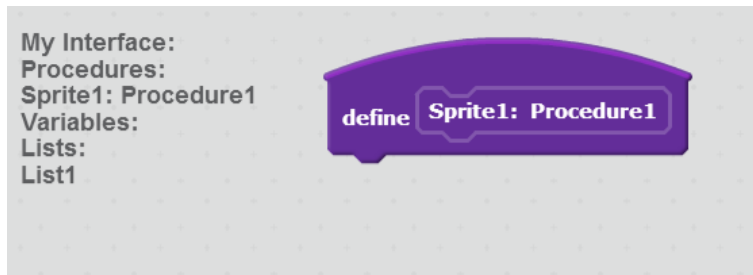 My Interface:
Procedures:
Sprite1: Procedure1
Variables:
Lists:
List1
define Sprite1: Procedure1